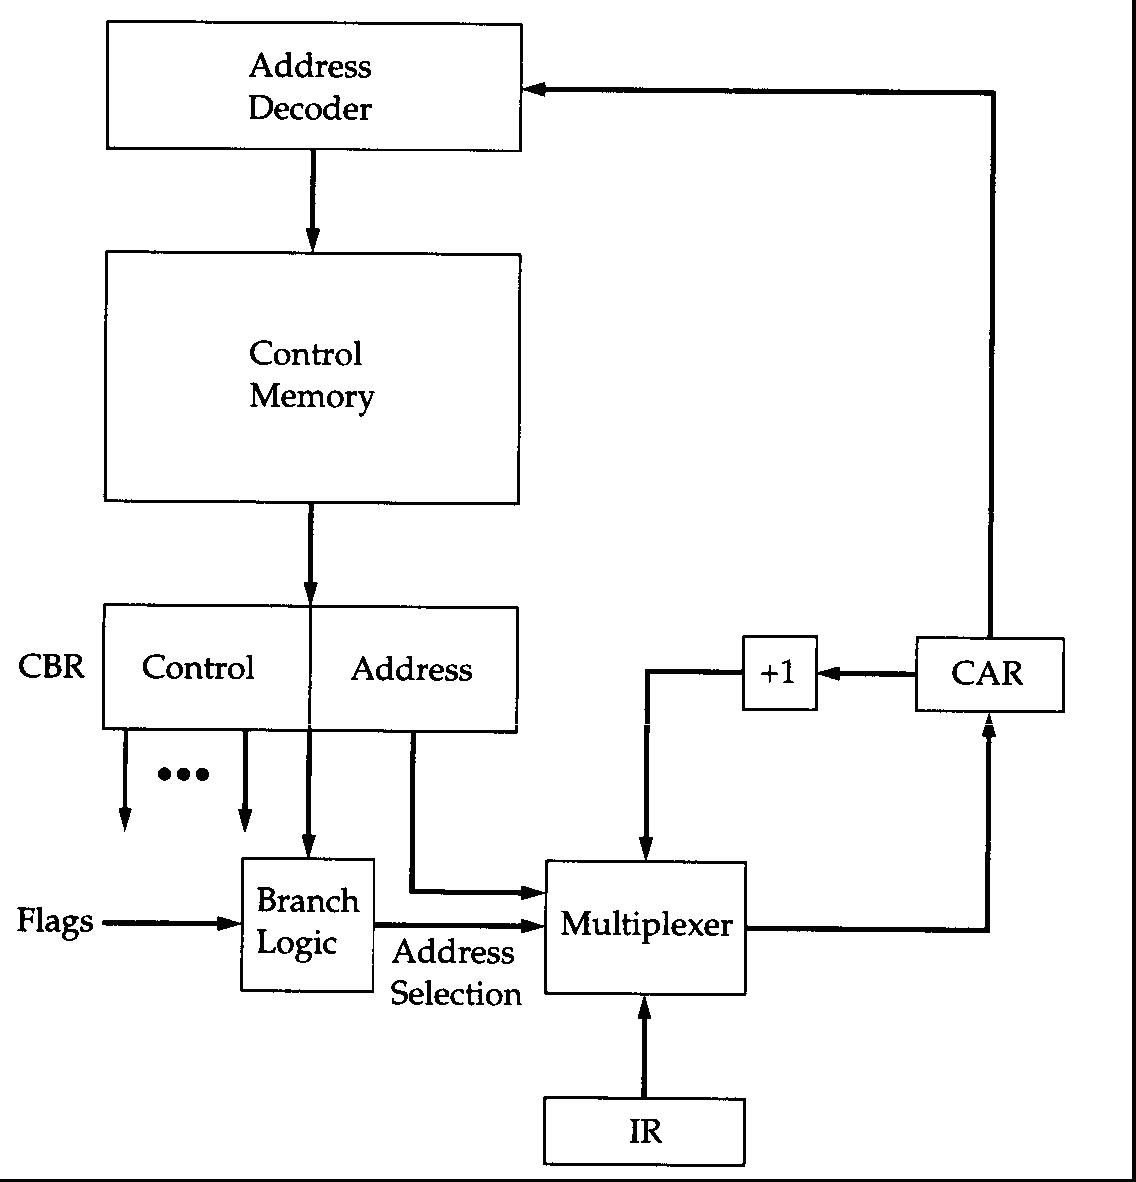 Address
Decoder
Control
Memory
CBR
Control
Address
+1
CAR
Flags
Branch
Logic
Address
Selection
Multiplexer
IR